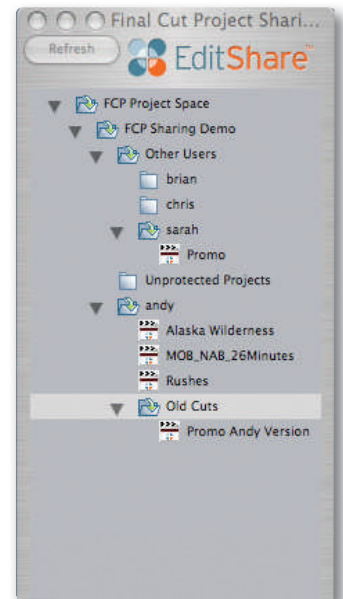 Final Cut Project Shari...
Refresh
EditShare™
FCP Project Space
FCP Sharing Demo
Other Users
brian
chris
sarah
Promo
Unprotected Projects
andy
Alaska Wilderness
MOB_NAB_26Minutes
Rushes
Old Cuts
Promo Andy Version